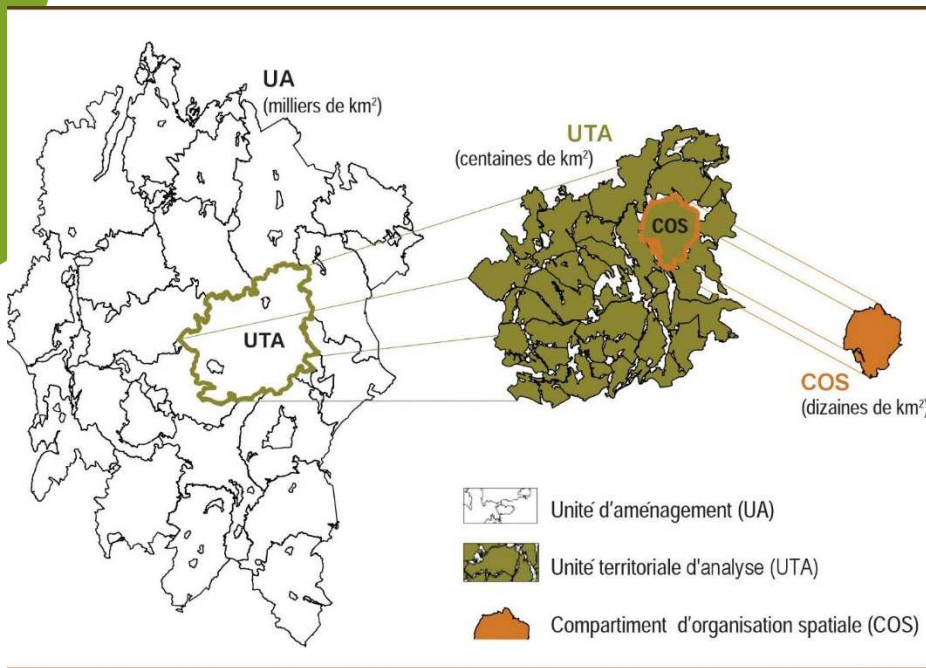 UA
(milliers de km²)
UTA
(centaines de km²)
COS
UTA
COS
(dizaines de km²)
Unité d'aménagement (UA)
Unité territoriale d'analyse (UTA)
Compartiment d'organisation spatiale (COS)